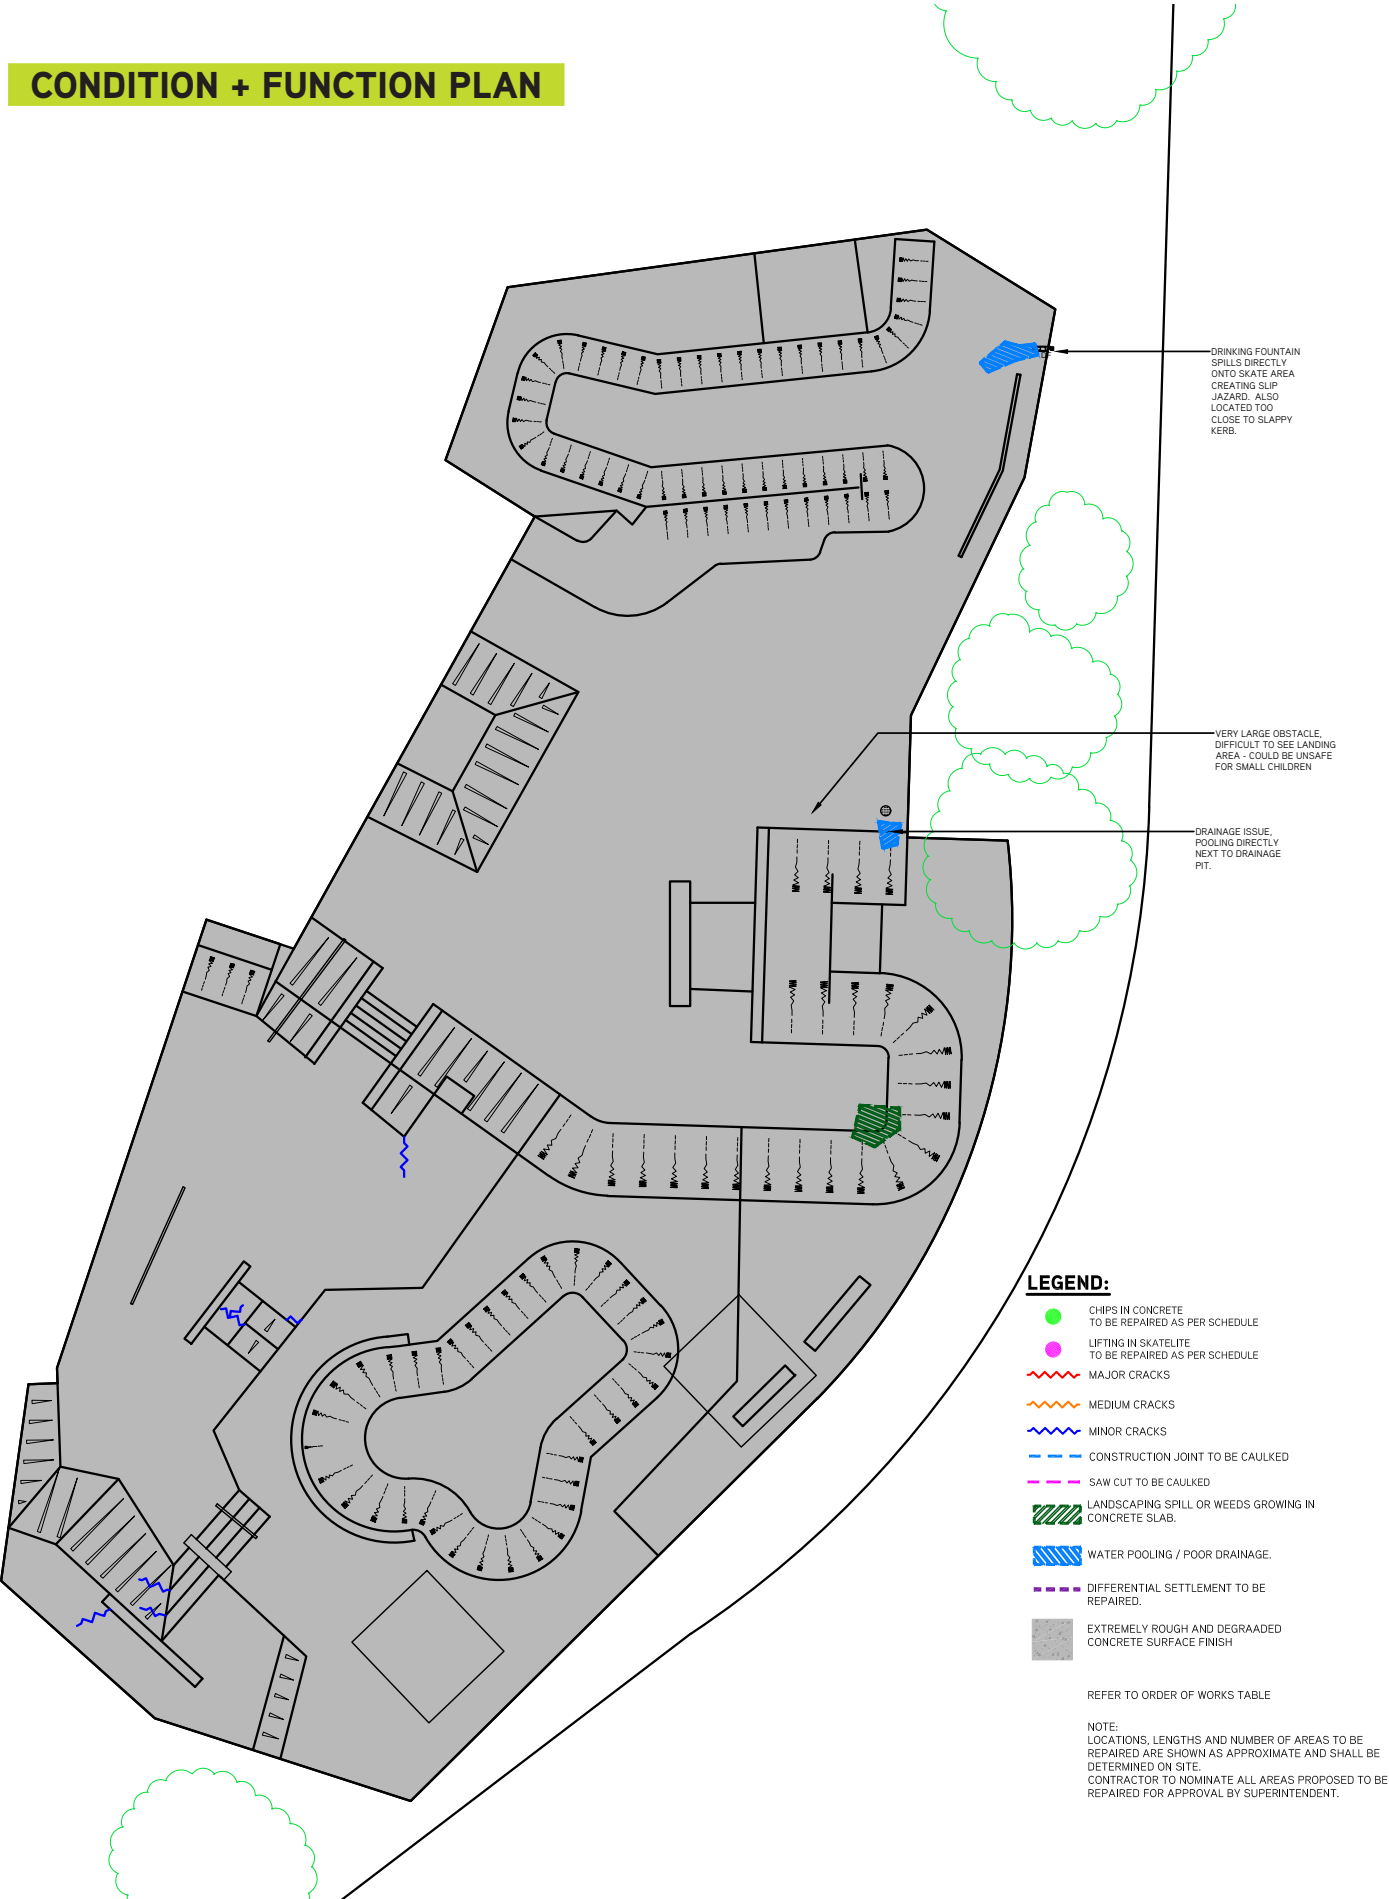 CONDITION + FUNCTION PLAN
DRINKING FOUNTAIN
SPILLS DIRECTLY
ONTO SKATE AREA
CREATING SLIP
JAZARD. ALSO
LOCATED TOO
CLOSE TO SLAPPY
KERB.
VERY LARGE OBSTACLE,
DIFFICULT TO SEE LANDING
AREA - COULD BE UNSAFE
FOR SMALL CHILDREN
DRAINAGE ISSUE,
POOLING DIRECTLY
NEXT TO DRAINAGE
PIT.
LEGEND:
CHIPS IN CONCRETE
TO BE REPAIRED AS PER SCHEDULE
LIFTING IN SKATELITE
TO BE REPAIRED AS PER SCHEDULE
MAJOR CRACKS
MEDIUM CRACKS
MINOR CRACKS
CONSTRUCTION JOINT TO BE CAULKED
SAW CUT TO BE CAULKED
LANDSCAPING SPILL OR WEEDS GROWING IN
CONCRETE SLAB.
WATER POOLING / POOR DRAINAGE.
DIFFERENTIAL SETTLEMENT TO BE
REPAIRED.
EXTREMELY ROUGH AND DEGRAADED
CONCRETE SURFACE FINISH
REFER TO ORDER OF WORKS TABLE
NOTE:
LOCATIONS, LENGTHS AND NUMBER OF AREAS TO BE
REPAIRED ARE SHOWN AS APPROXIMATE AND SHALL BE
DETERMINED ON SITE.
CONTRACTOR TO NOMINATE ALL AREAS PROPOSED TO BE
REPAIRED FOR APPROVAL BY SUPERINTENDENT.